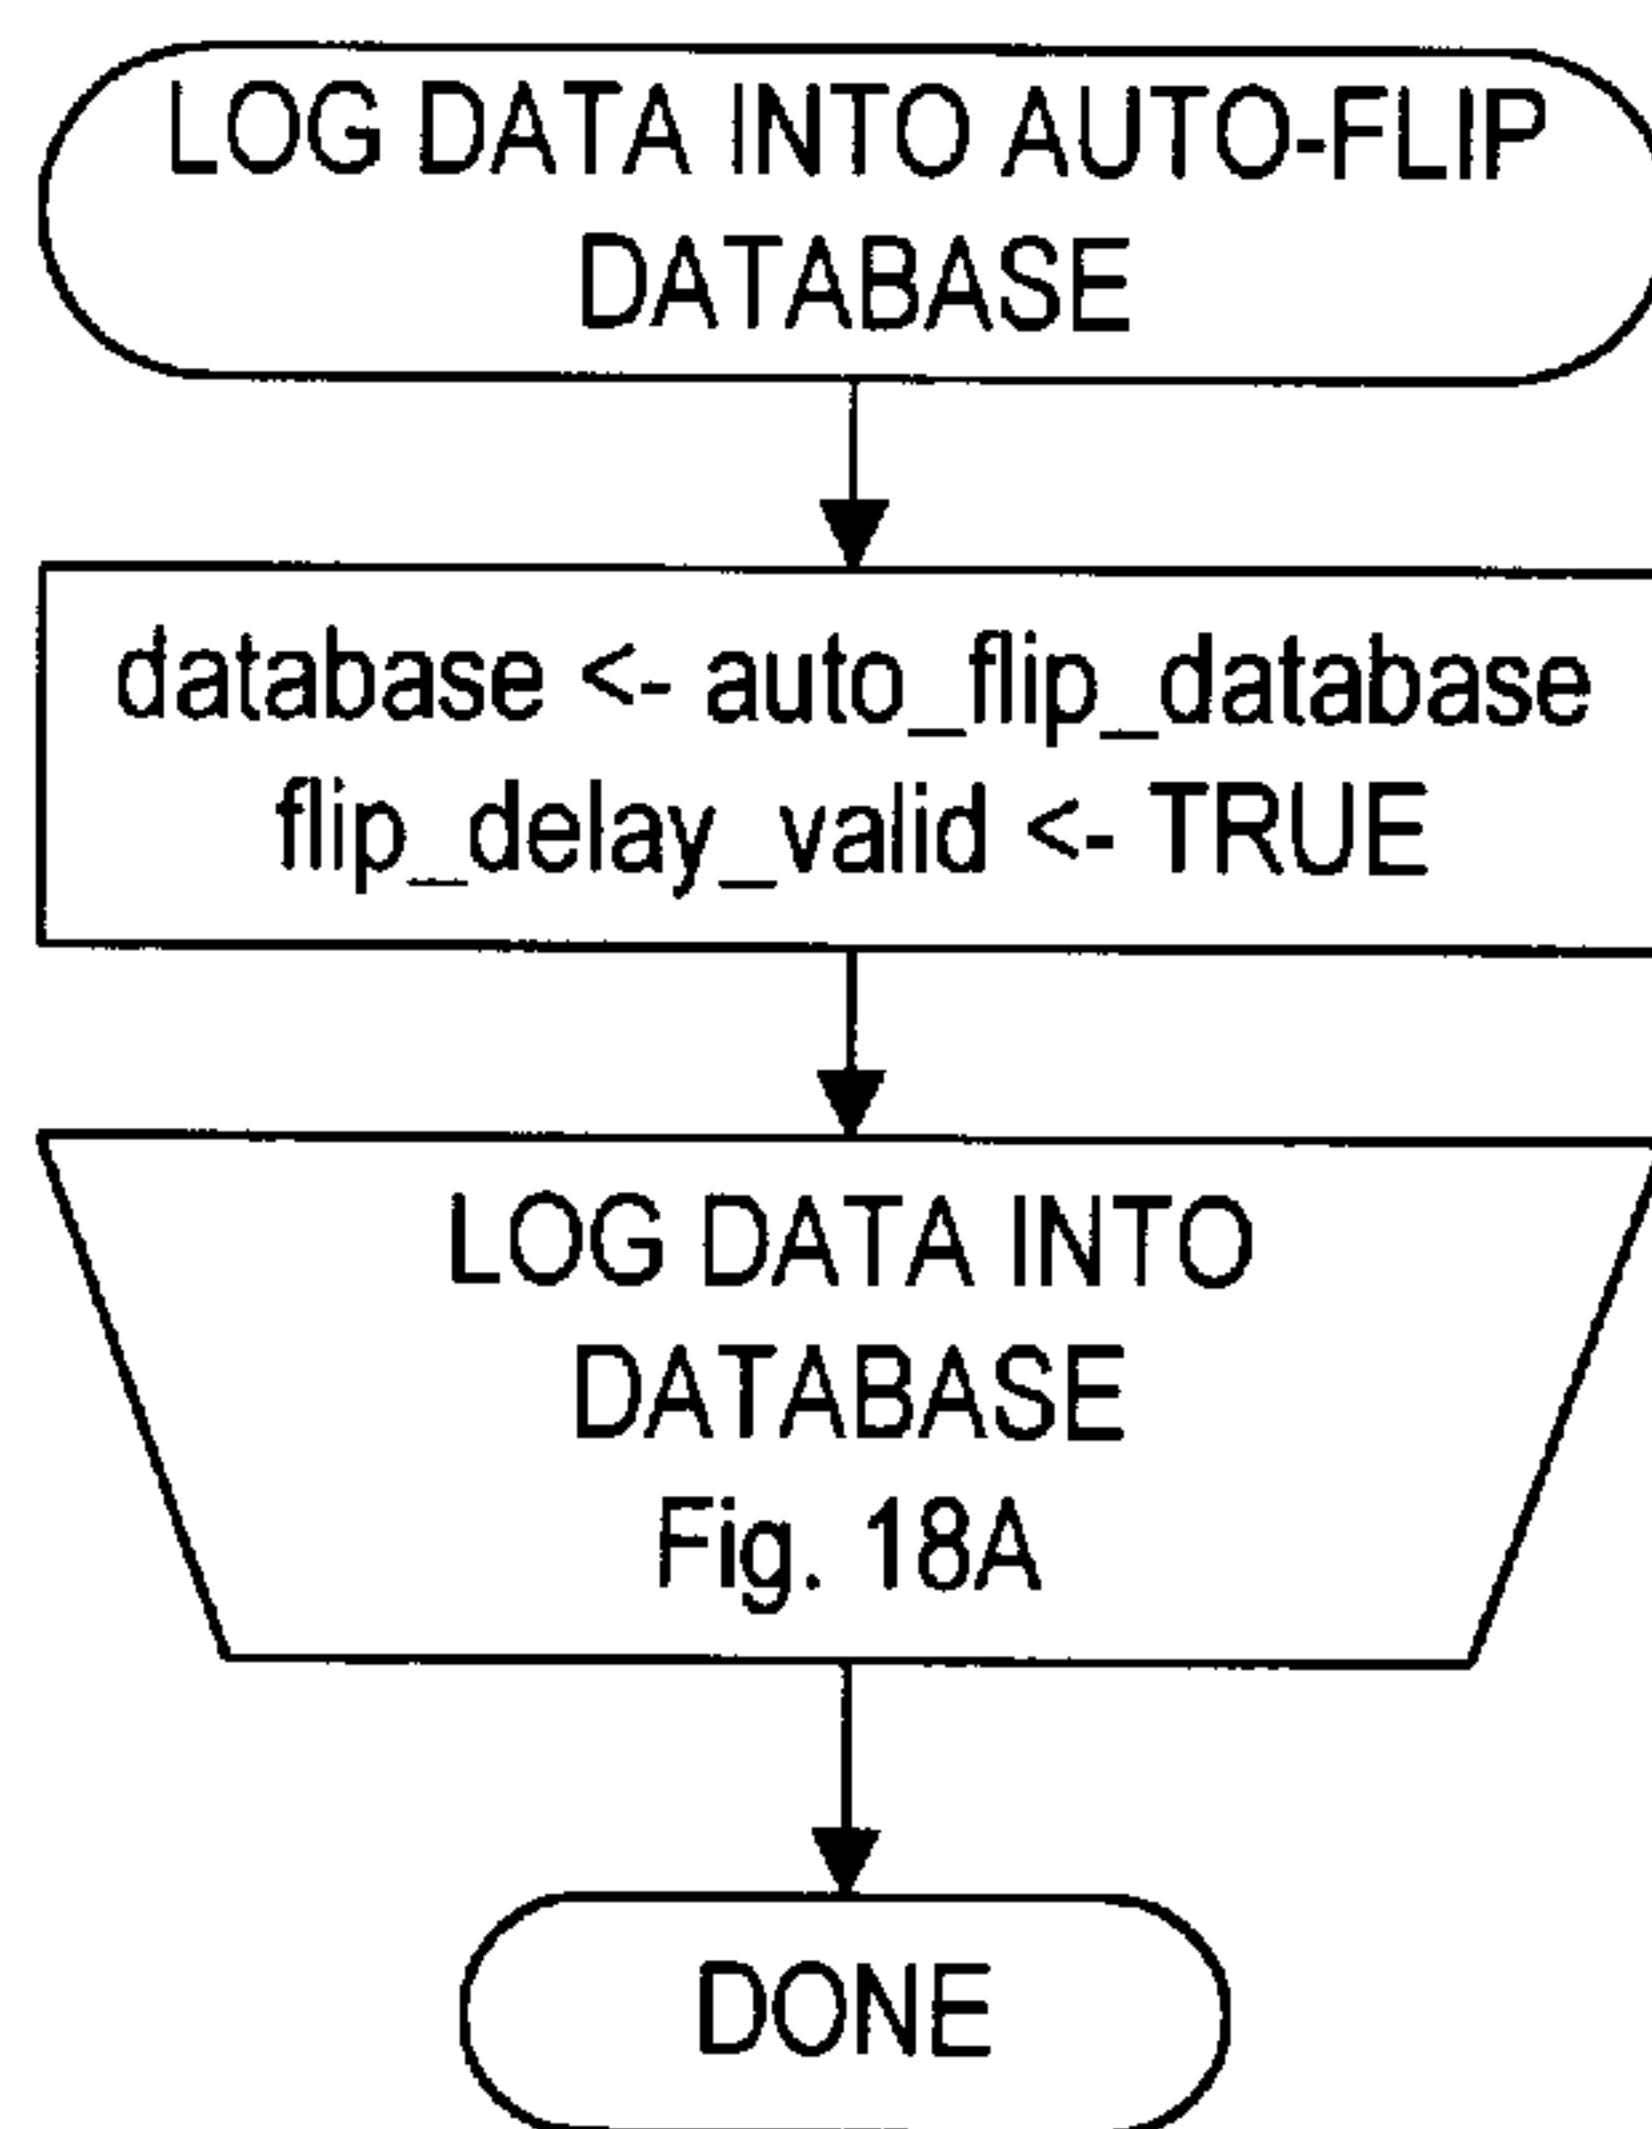 LOG DATA INTO AUTO-FLIP
DATABASE
database <- auto_flip_database
flip_delay_valid <- TRUE
LOG DATA INTO
DATABASE
Fig. 18A
DONE